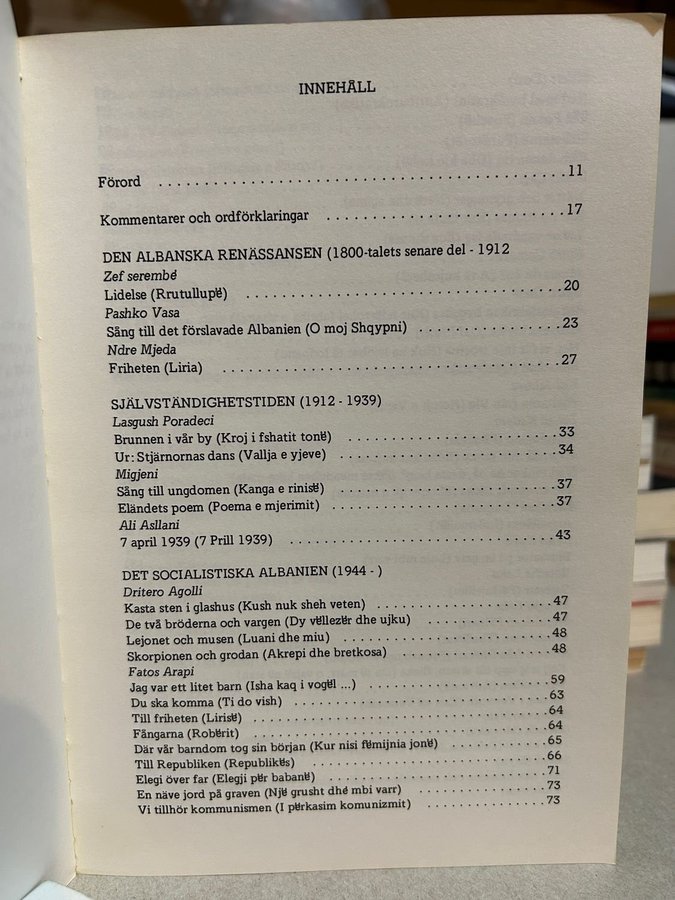 INNEHÅLL
Förord ........................................ 11
Kommentarer och ordförklaringar ........................ 17
DEN ALBANSKA RENÄSSANSEN (1800-talets senare del - 1912
Zef serembë
Lidelse (Rrutullupë) ................................ 20
Pashko Vasa
Sång till det förslavade Albanien (O moj Shqypni) ............. 23
Ndre Mjeda
Friheten (Liria) .................................. 27
SJÄLVSTÄNDIGHETSTIDEN (1912 - 1939)
Lasgush Poradeci
Brunnen i vår by (Kroj i fshatit tonë) .................... 33
Ur: Stjärnornas dans (Vallja e yjeve) .................... 34
Migjeni
Sång till ungdomen (Kanga e rinisë) .................... 37
Eländets poem (Poema e mjerimit) ...................... 37
Ali Asllani
7 april 1939 (7 Prill 1939) .......................... 43
DET SOCIALISTISKA ALBANIEN (1944 - )
Dritero Agolli
Kasta sten i glashus (Kush nuk sheh veten) ................ 47
De två bröderna och vargen (Dy vëllezër dhe ujku) ............ 47
Lejonet och musen (Luani dhe miu) .................... 48
Skorpionen och grodan (Akrepi dhe bretkosa) ............... 48
Fatos Arapi
Jag var ett litet barn (Isha kaq i vogël ...) .................. 59
Du ska komma (Ti do vish) .......................... 63
Till friheten (Lirisë) .............................. 64
Fångarna (Robërit) ............................... 64
Där vår barndom tog sin början (Kur nisi fëmijnia jonë) ......... 65
Till Republiken (Republikës) ......................... 66
Elegi över far (Elegji për babanë) ...................... 71
En näve jord på graven (Një grusht dhé mbi varr) ............ 73
Vi tillhör kommunismen (I përkasim komunizmit) ........... 73